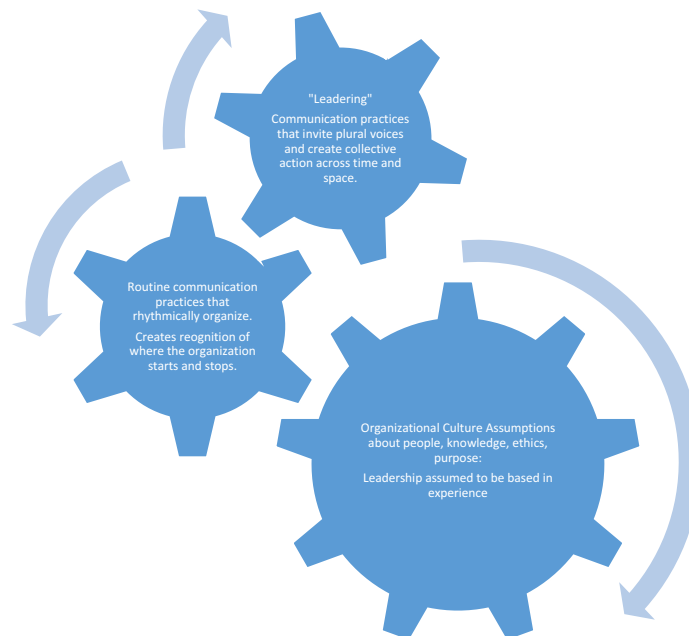 "Leadering"
Communication practices
that invite plural voices
and create collective
action across time and
space.
Routine communication
practices that
rhythmically organize.
Creates reognition of
where the organization
starts and stops.
Organizational Culture Assumptions
about people, knowledge, ethics,
purpose:
Leadership assumed to be based in
experience